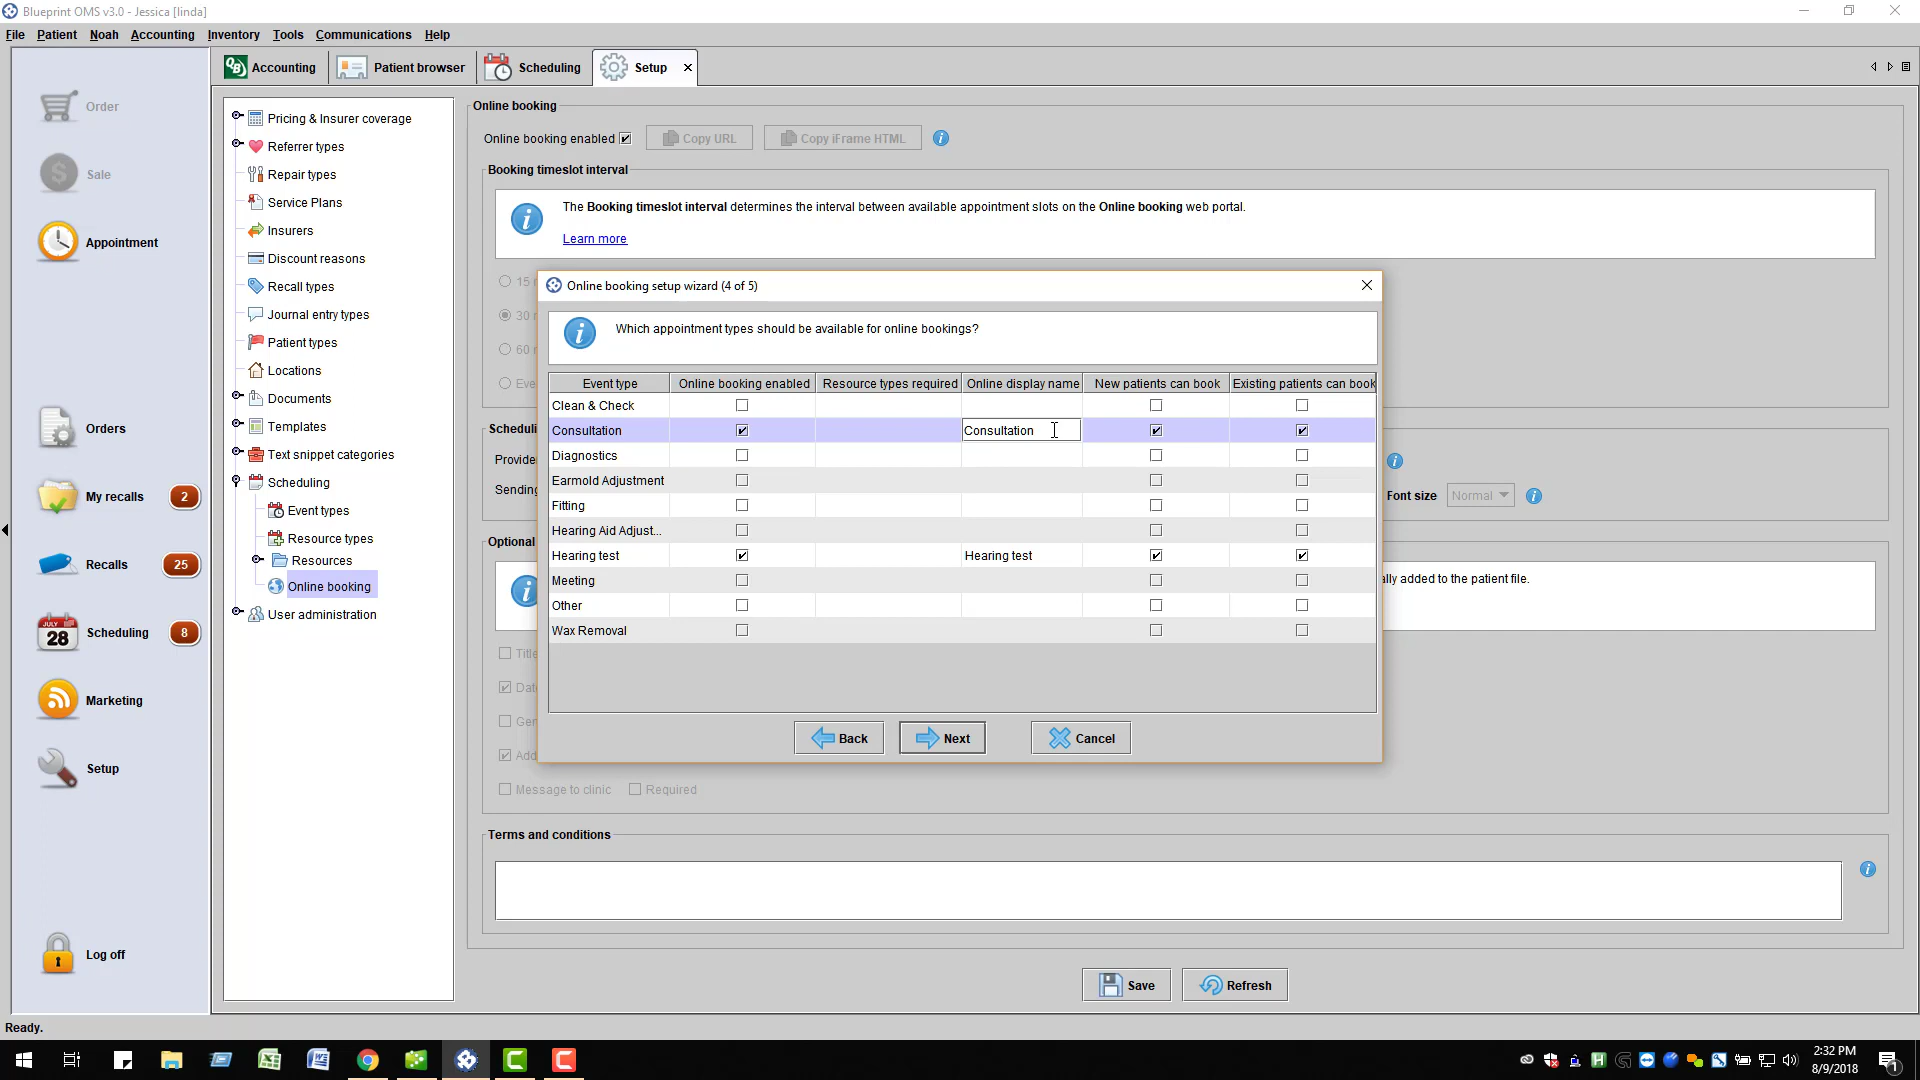 Blueprint OMS v3.0 - Jessica [linda]
File Patient Noah Accounting Inventory Tools Communications Help
Accounting Patient browser Scheduling Setup
Order
Sale
Appointment
Orders
My recalls 2
Recalls 25
JULY 28 Scheduling 8
Marketing
Setup
Log off
Pricing & Insurer coverage
Referrer types
Repair types
Service Plans
Insurers
Discount reasons
Recall types
Journal entry types
Patient types
Locations
Documents
Templates
Text snippet categories
Scheduling
Event types
Resource types
Resources
Online booking
User administration
Online booking
Online booking enabled Copy URL Copy iFrame HTML
Booking timeslot interval
The Booking timeslot interval determines the interval between available appointment slots on the Online booking web portal.
Learn more
15
30
60
Online booking setup wizard (4 of 5)
Which appointment types should be available for online bookings?
Event type Online booking enabled Resource types required Online display name New patients can book Existing patients can book
Clean & Check
Consultation Consultation
Diagnostics
Earmold Adjustment
Fitting
Hearing Aid Adjust...
Hearing test Hearing test
Meeting
Other
Wax Removal
Back Next Cancel
Font size Normal
Optional
ally added to the patient file.
Message to clinic Required
Terms and conditions
Save Refresh
Ready.
2:32 PM
8/9/2018